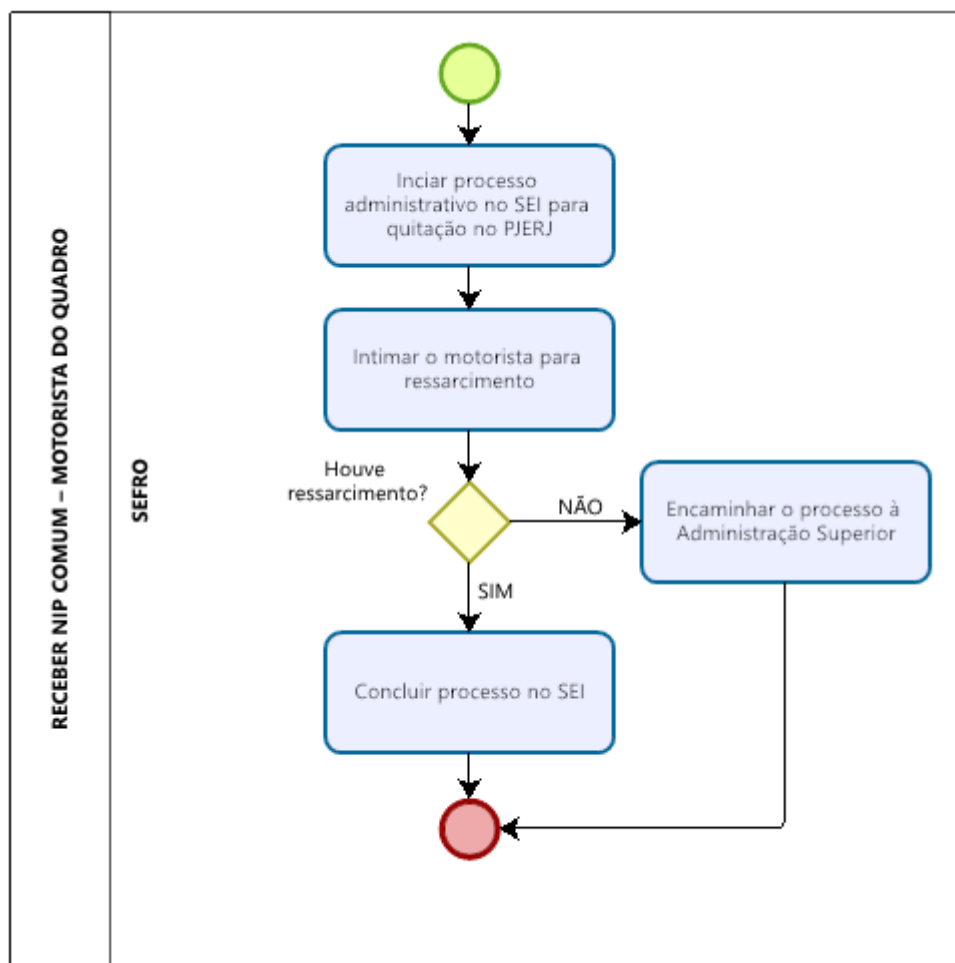 RECEBER NIP COMUM – MOTORISTA DO QUADRO
SEFRO
Inciar processo
administrativo no SEI para
quitação no PJERJ
Intimar o motorista para
ressarcimento
Houve
ressarcimento?
NÃO
Encaminhar o processo à
Administração Superior
SIM
Concluir processo no SEI